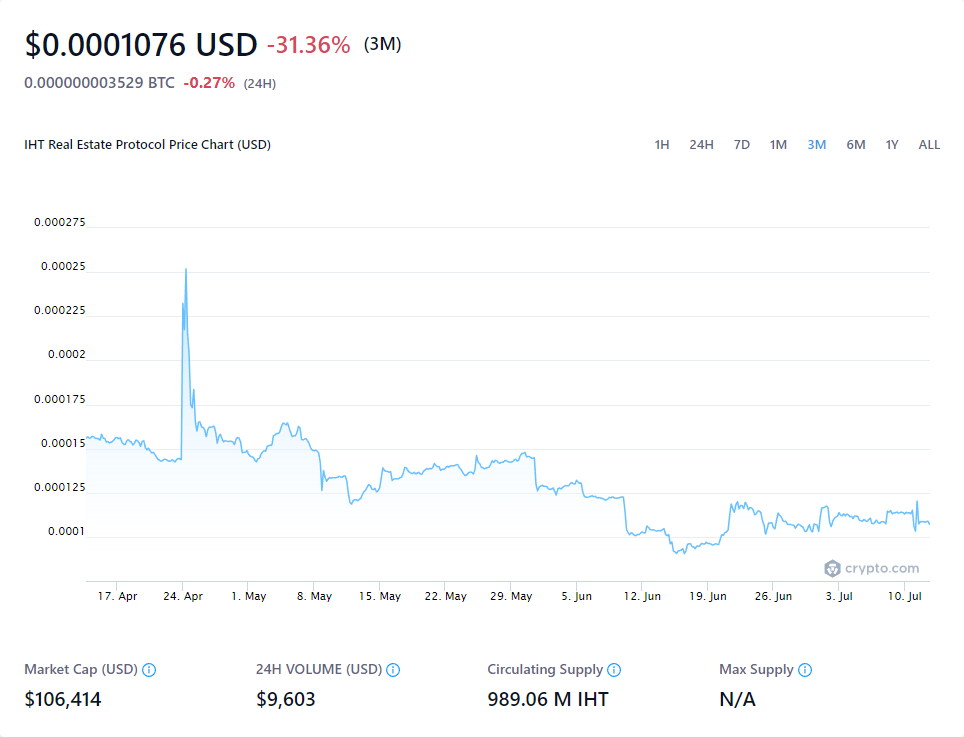 $0.0001076 USD -31.36% (3M)
0.000000003529 BTC -0.27% (24H)
IHT Real Estate Protocol Price Chart (USD) 1H 24H 7D 1M 3M 6M 1Y ALL
0.000275
0.00025
0.000225
0.0002
0.000175
0.00015
0.000125
0.0001
crypto.com
17. Apr 24. Apr 1. May 8. May 15. May 22. May 29. May 5. Jun 12. Jun 19. Jun 26. Jun 3. Jul 10. Jul
Market Cap (USD) 24H VOLUME (USD) Circulating Supply Max Supply
$106,414 $9,603 989.06 M IHT N/A